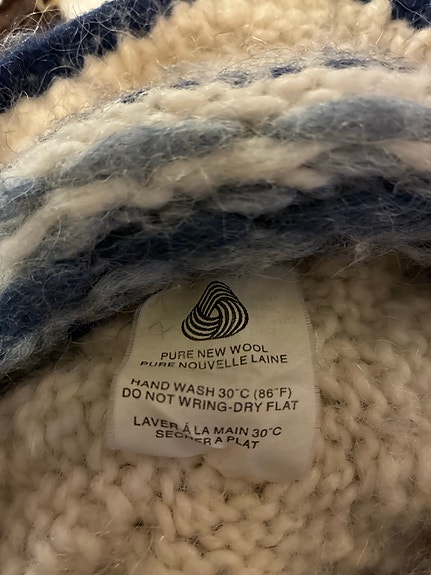 PURE NEW WOOL
PURE NOUVELLE LAINE
HAND WASH 30°C (86°F)
DO NOT WRING-DRY FLAT
LAVER À LA MAIN 30°C
SECHER A PLAT